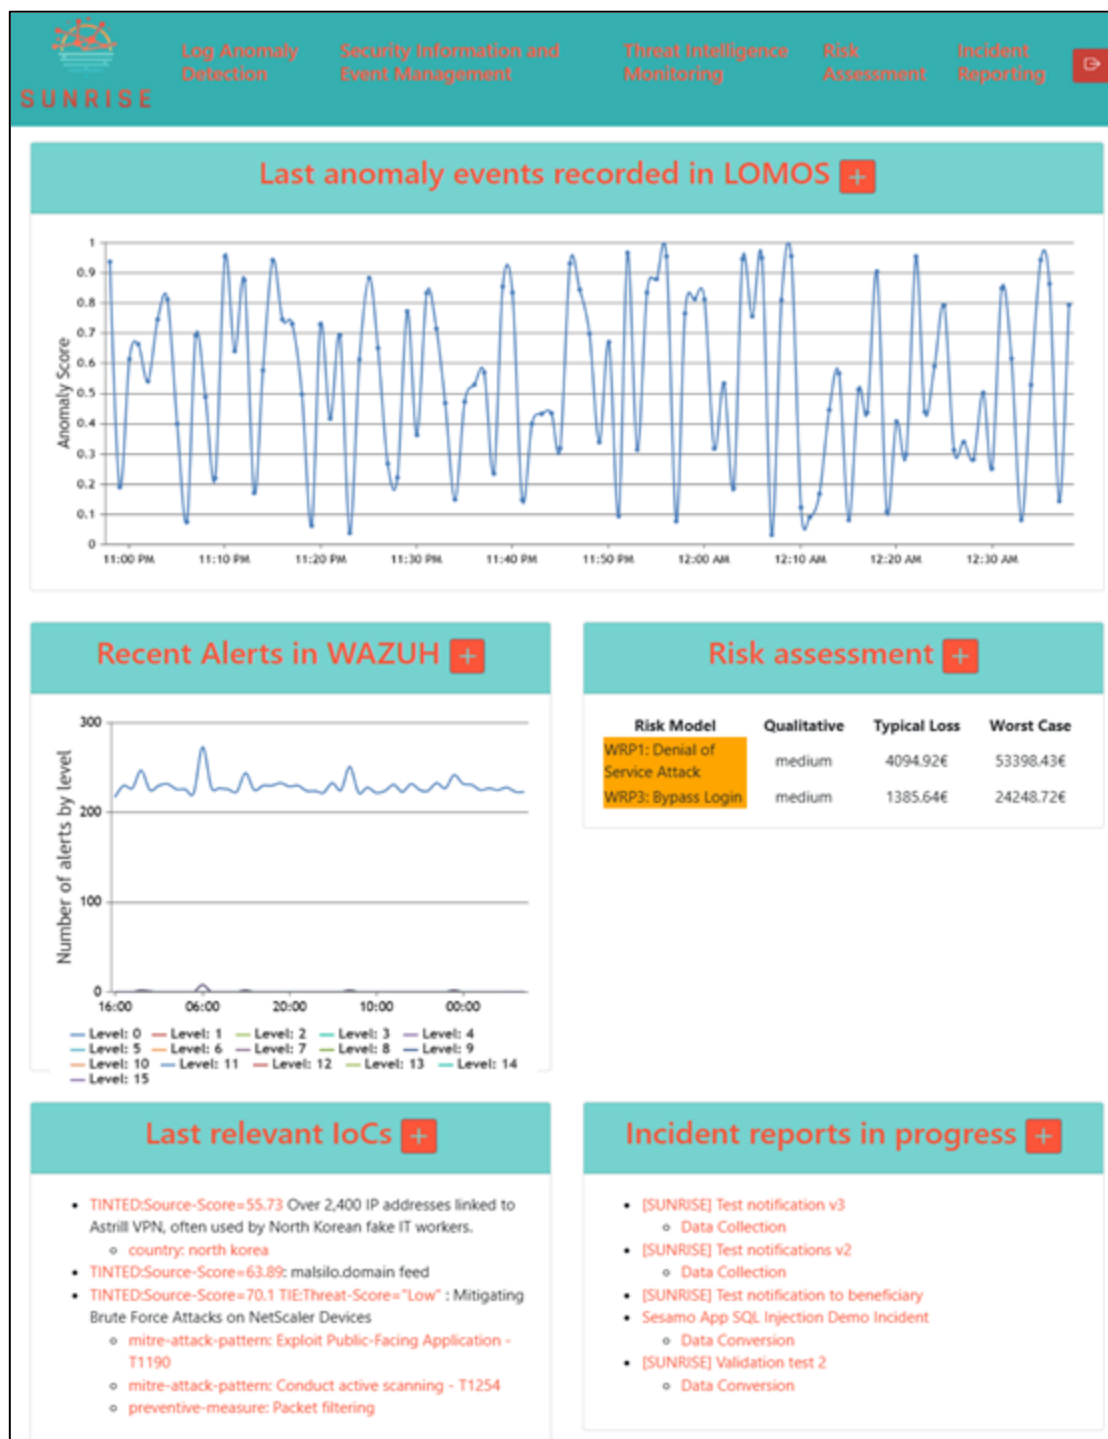 SUNRISE
Log Anomaly
Detection
Security Information and
Event Management
Threat Intelligence
Monitoring
Risk
Assessment
Incident
Reporting
Last anomaly events recorded in LOMOS +
Anomaly Score
1
0.9
0.8
0.7
0.6
0.5
0.4
0.3
0.2
0.1
0
11:00 PM 11:10 PM 11:20 PM 11:30 PM 11:40 PM 11:50 PM 12:00 AM 12:10 AM 12:20 AM 12:30 AM
Recent Alerts in WAZUH +
Number of alerts by level
300
200
100
0
16:00 06:00 20:00 10:00 00:00
Level: 0 Level: 1 Level: 2 Level: 3 Level: 4
Level: 5 Level: 6 Level: 7 Level: 8 Level: 9
Level: 10 Level: 11 Level: 12 Level: 13 Level: 14
Level: 15
Risk assessment +
Risk Model Qualitative Typical Loss Worst Case
WRP1: Denial of
Service Attack medium 4094.92€ 53398.43€
WRP3: Bypass Login medium 1385.64€ 24248.72€
Last relevant IoCs +
TINTED:Source-Score=55.73 Over 2,400 IP addresses linked to
Astrill VPN, often used by North Korean fake IT workers.
country: north korea
TINTED:Source-Score=63.89: malsilo.domain feed
TINTED:Source-Score=70.1 TIE:Threat-Score="Low" : Mitigating
Brute Force Attacks on NetScaler Devices
mitre-attack-pattern: Exploit Public-Facing Application -
T1190
mitre-attack-pattern: Conduct active scanning - T1254
preventive-measure: Packet filtering
Incident reports in progress +
[SUNRISE] Test notification v3
Data Collection
[SUNRISE] Test notifications v2
Data Collection
[SUNRISE] Test notification to beneficiary
Sesamo App SQL Injection Demo Incident
Data Conversion
[SUNRISE] Validation test 2
Data Conversion